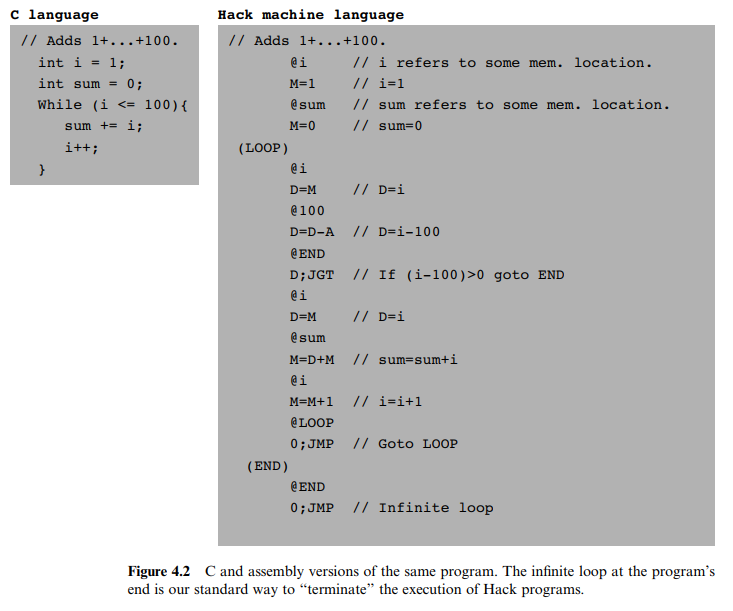 C language
// Adds 1+...+100.
int i = 1;
int sum = 0;
While (i <= 100){
sum += i;
i++;
}
Hack machine language
// Adds 1+...+100.
@i // i refers to some mem. location.
M=1 // i=1
@sum // sum refers to some mem. location.
M=0 // sum=0
(LOOP)
@i
D=M // D=i
@100
D=D-A // D=i-100
@END
D;JGT // If (i-100)>0 goto END
@i
D=M // D=i
@sum
M=D+M // sum=sum+i
@i
M=M+1 // i=i+1
@LOOP
0;JMP // Goto LOOP
(END)
@END
0;JMP // Infinite loop
Figure 4.2 C and assembly versions of the same program. The infinite loop at the program’s
end is our standard way to “terminate” the execution of Hack programs.